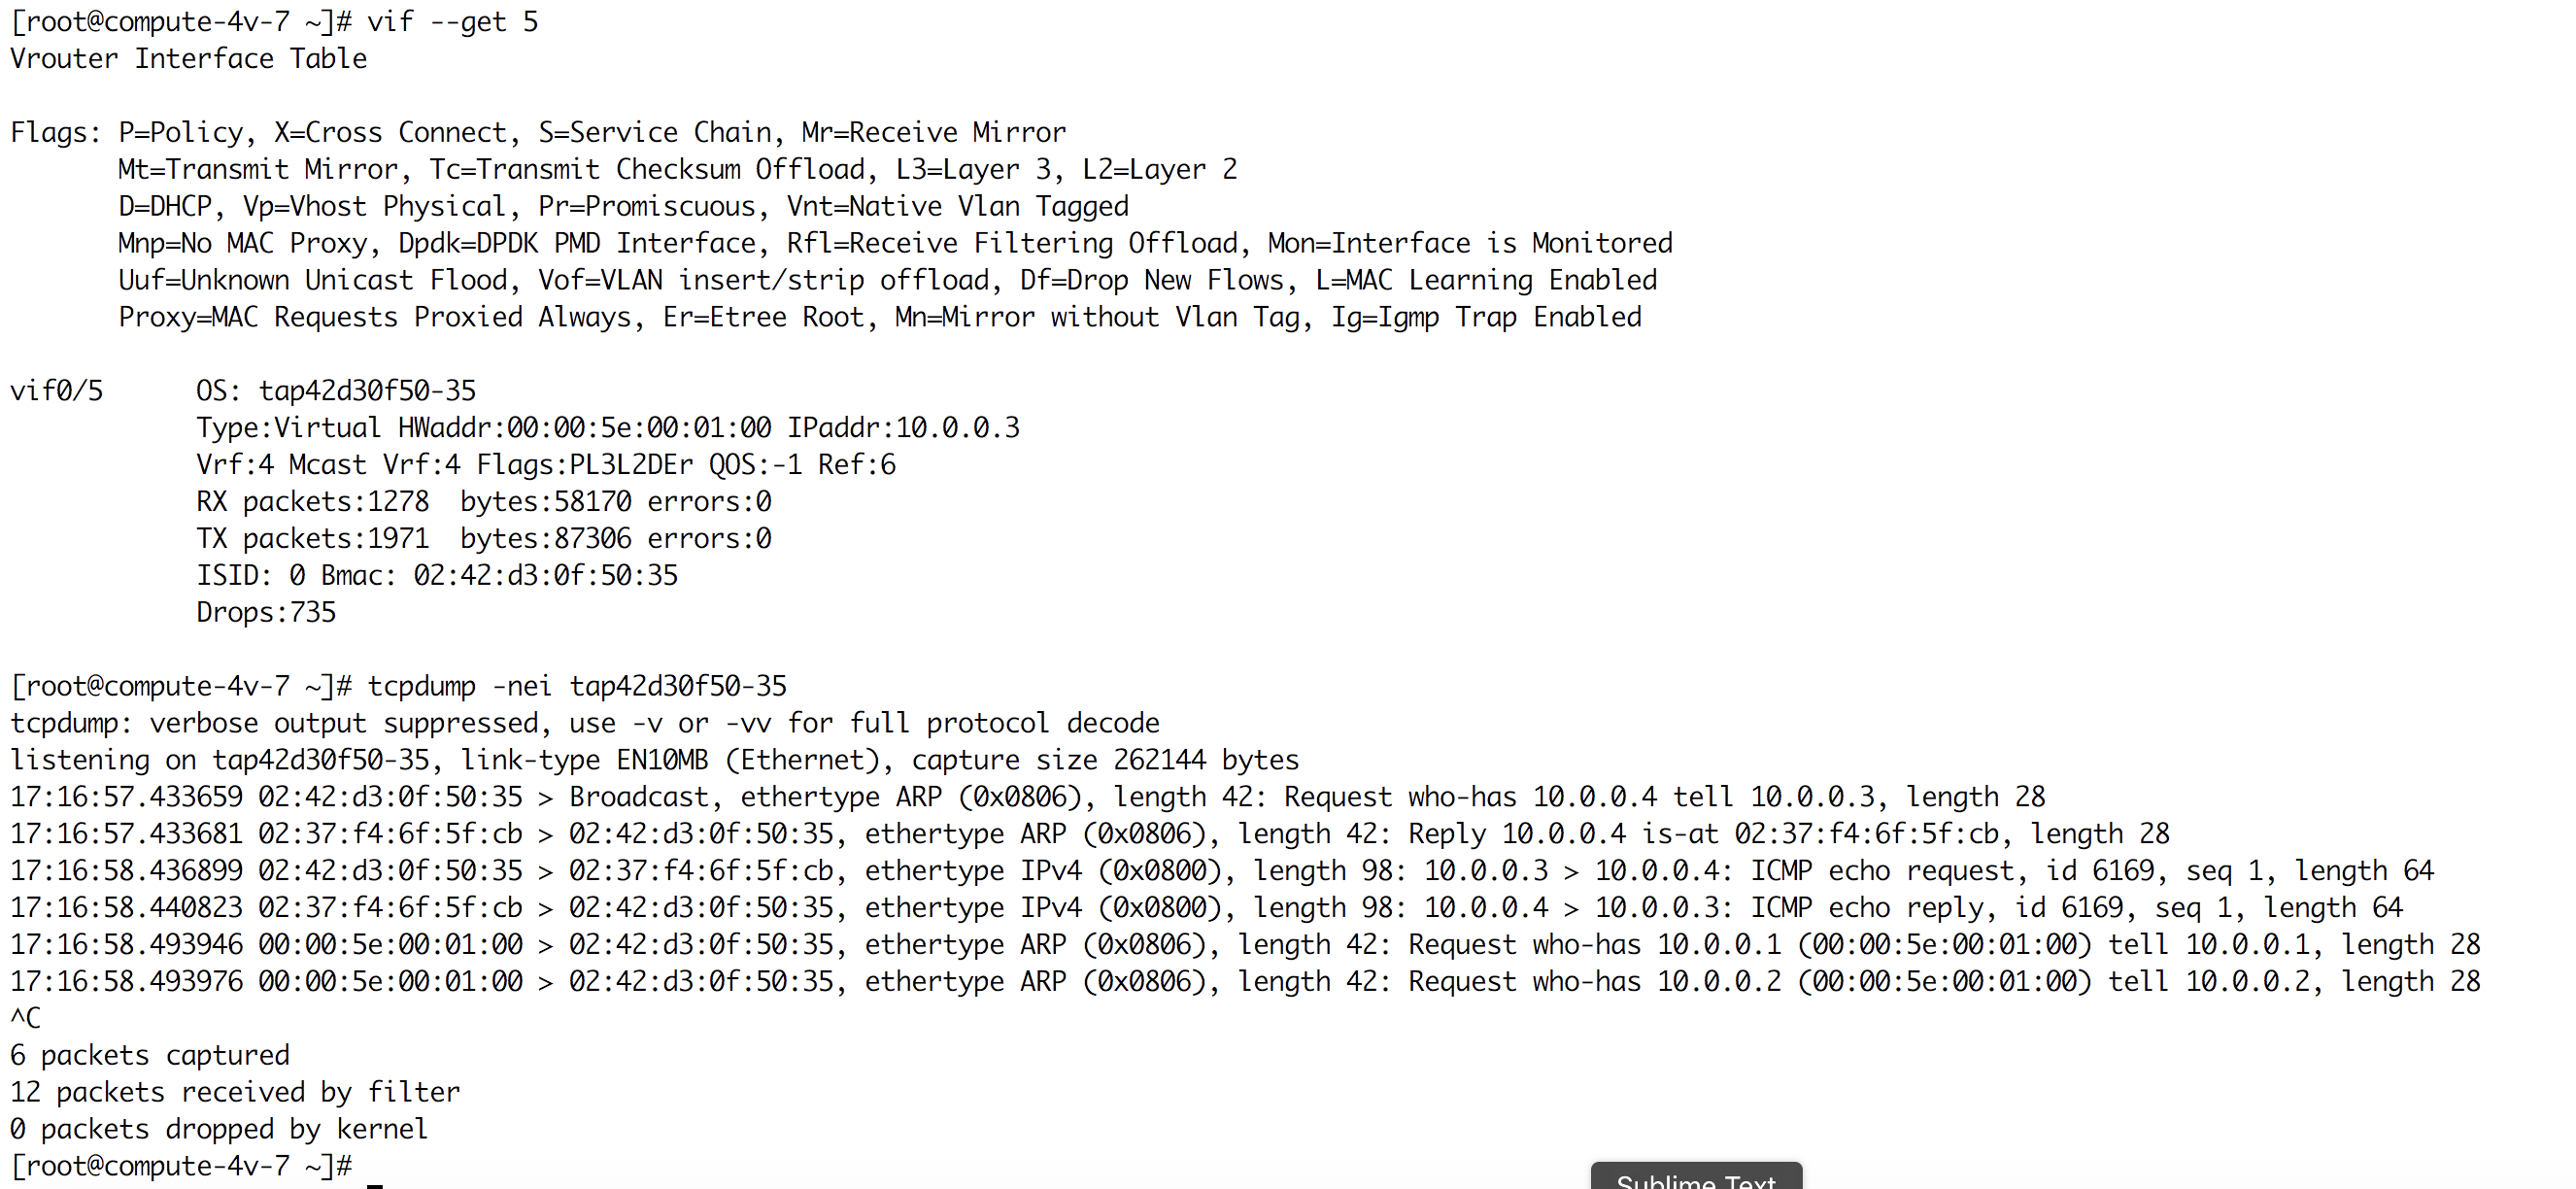 [root@compute-4v-7 ~]# vif --get 5
Vrouter Interface Table
Flags: P=Policy, X=Cross Connect, S=Service Chain, Mr=Receive Mirror
Mt=Transmit Mirror, Tc=Transmit Checksum Offload, L3=Layer 3, L2=Layer 2
D=DHCP, Vp=Vhost Physical, Pr=Promiscuous, Vnt=Native Vlan Tagged
Mnp=No MAC Proxy, Dpdk=DPDK PMD Interface, Rfl=Receive Filtering Offload, Mon=Interface is Monitored
Uuf=Unknown Unicast Flood, Vof=VLAN insert/strip offload, Df=Drop New Flows, L=MAC Learning Enabled
Proxy=MAC Requests Proxied Always, Er=Etree Root, Mn=Mirror without Vlan Tag, Ig=Igmp Trap Enabled
vif0/5      OS: tap42d30f50-35
Type:Virtual HWaddr:00:00:5e:00:01:00 IPaddr:10.0.0.3
Vrf:4 Mcast Vrf:4 Flags:PL3L2DEr QOS:-1 Ref:6
RX packets:1278  bytes:58170 errors:0
TX packets:1971  bytes:87306 errors:0
ISID: 0 Bmac: 02:42:d3:0f:50:35
Drops:735
[root@compute-4v-7 ~]# tcpdump -nei tap42d30f50-35
tcpdump: verbose output suppressed, use -v or -vv for full protocol decode
listening on tap42d30f50-35, link-type EN10MB (Ethernet), capture size 262144 bytes
17:16:57.433659 02:42:d3:0f:50:35 > Broadcast, ethertype ARP (0x0806), length 42: Request who-has 10.0.0.4 tell 10.0.0.3, length 28
17:16:57.433681 02:37:f4:6f:5f:cb > 02:42:d3:0f:50:35, ethertype ARP (0x0806), length 42: Reply 10.0.0.4 is-at 02:37:f4:6f:5f:cb, length 28
17:16:58.436899 02:42:d3:0f:50:35 > 02:37:f4:6f:5f:cb, ethertype IPv4 (0x0800), length 98: 10.0.0.3 > 10.0.0.4: ICMP echo request, id 6169, seq 1, length 64
17:16:58.440823 02:37:f4:6f:5f:cb > 02:42:d3:0f:50:35, ethertype IPv4 (0x0800), length 98: 10.0.0.4 > 10.0.0.3: ICMP echo reply, id 6169, seq 1, length 64
17:16:58.493946 00:00:5e:00:01:00 > 02:42:d3:0f:50:35, ethertype ARP (0x0806), length 42: Request who-has 10.0.0.1 (00:00:5e:00:01:00) tell 10.0.0.1, length 28
17:16:58.493976 00:00:5e:00:01:00 > 02:42:d3:0f:50:35, ethertype ARP (0x0806), length 42: Request who-has 10.0.0.2 (00:00:5e:00:01:00) tell 10.0.0.2, length 28
^C
6 packets captured
12 packets received by filter
0 packets dropped by kernel
[root@compute-4v-7 ~]#
Sublime Text